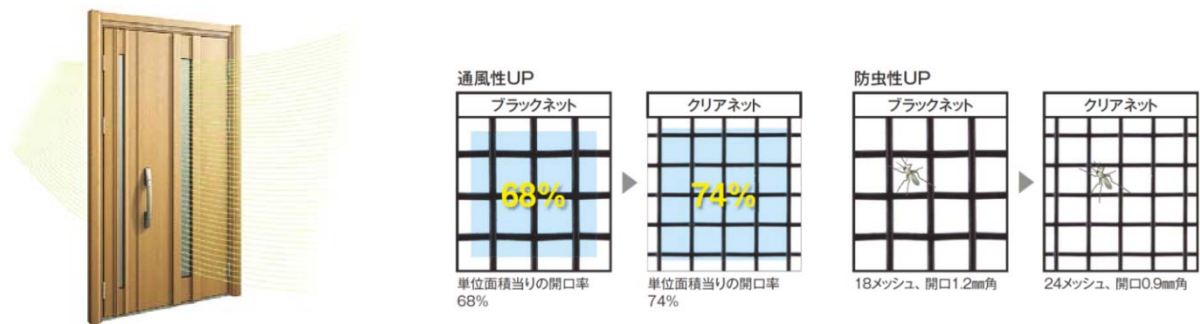 通風性UP
ブラックネット
68%
単位面積当りの開口率
68%
クリアネット
74%
単位面積当りの開口率
74%
防虫性UP
ブラックネット
18メッシュ、開口1.2㎜角
クリアネット
24メッシュ、開口0.9㎜角